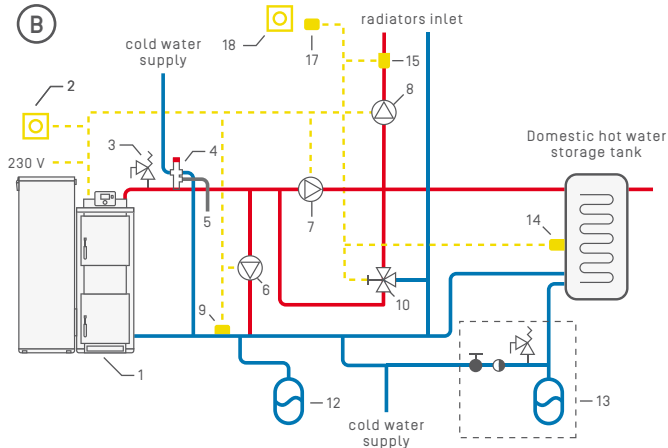 B
18
17
radiators inlet
15
cold water
supply
2
8
3
4
230 V
Domestic hot water
storage tank
5
7
14
6
10
9
1
12
13
cold water
supply